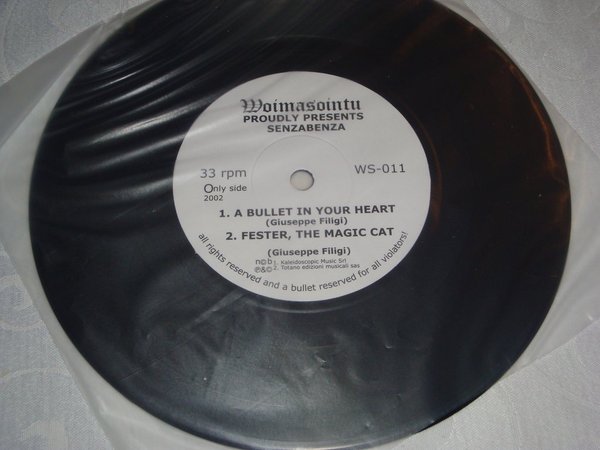 Woimasointu
PROUDLY PRESENTS
SENZABENZA
33 rpm
WS-011
Only side
2002
1. A BULLET IN YOUR HEART
(Giuseppe Filigi)
2. FESTER, THE MAGIC CAT
(Giuseppe Filigi)
n©b 1. Kaleidoscopic Music Srl
℗&© 2. Totano edizioni musicali sas
all rights reserved and a bullet reserved for all violators!